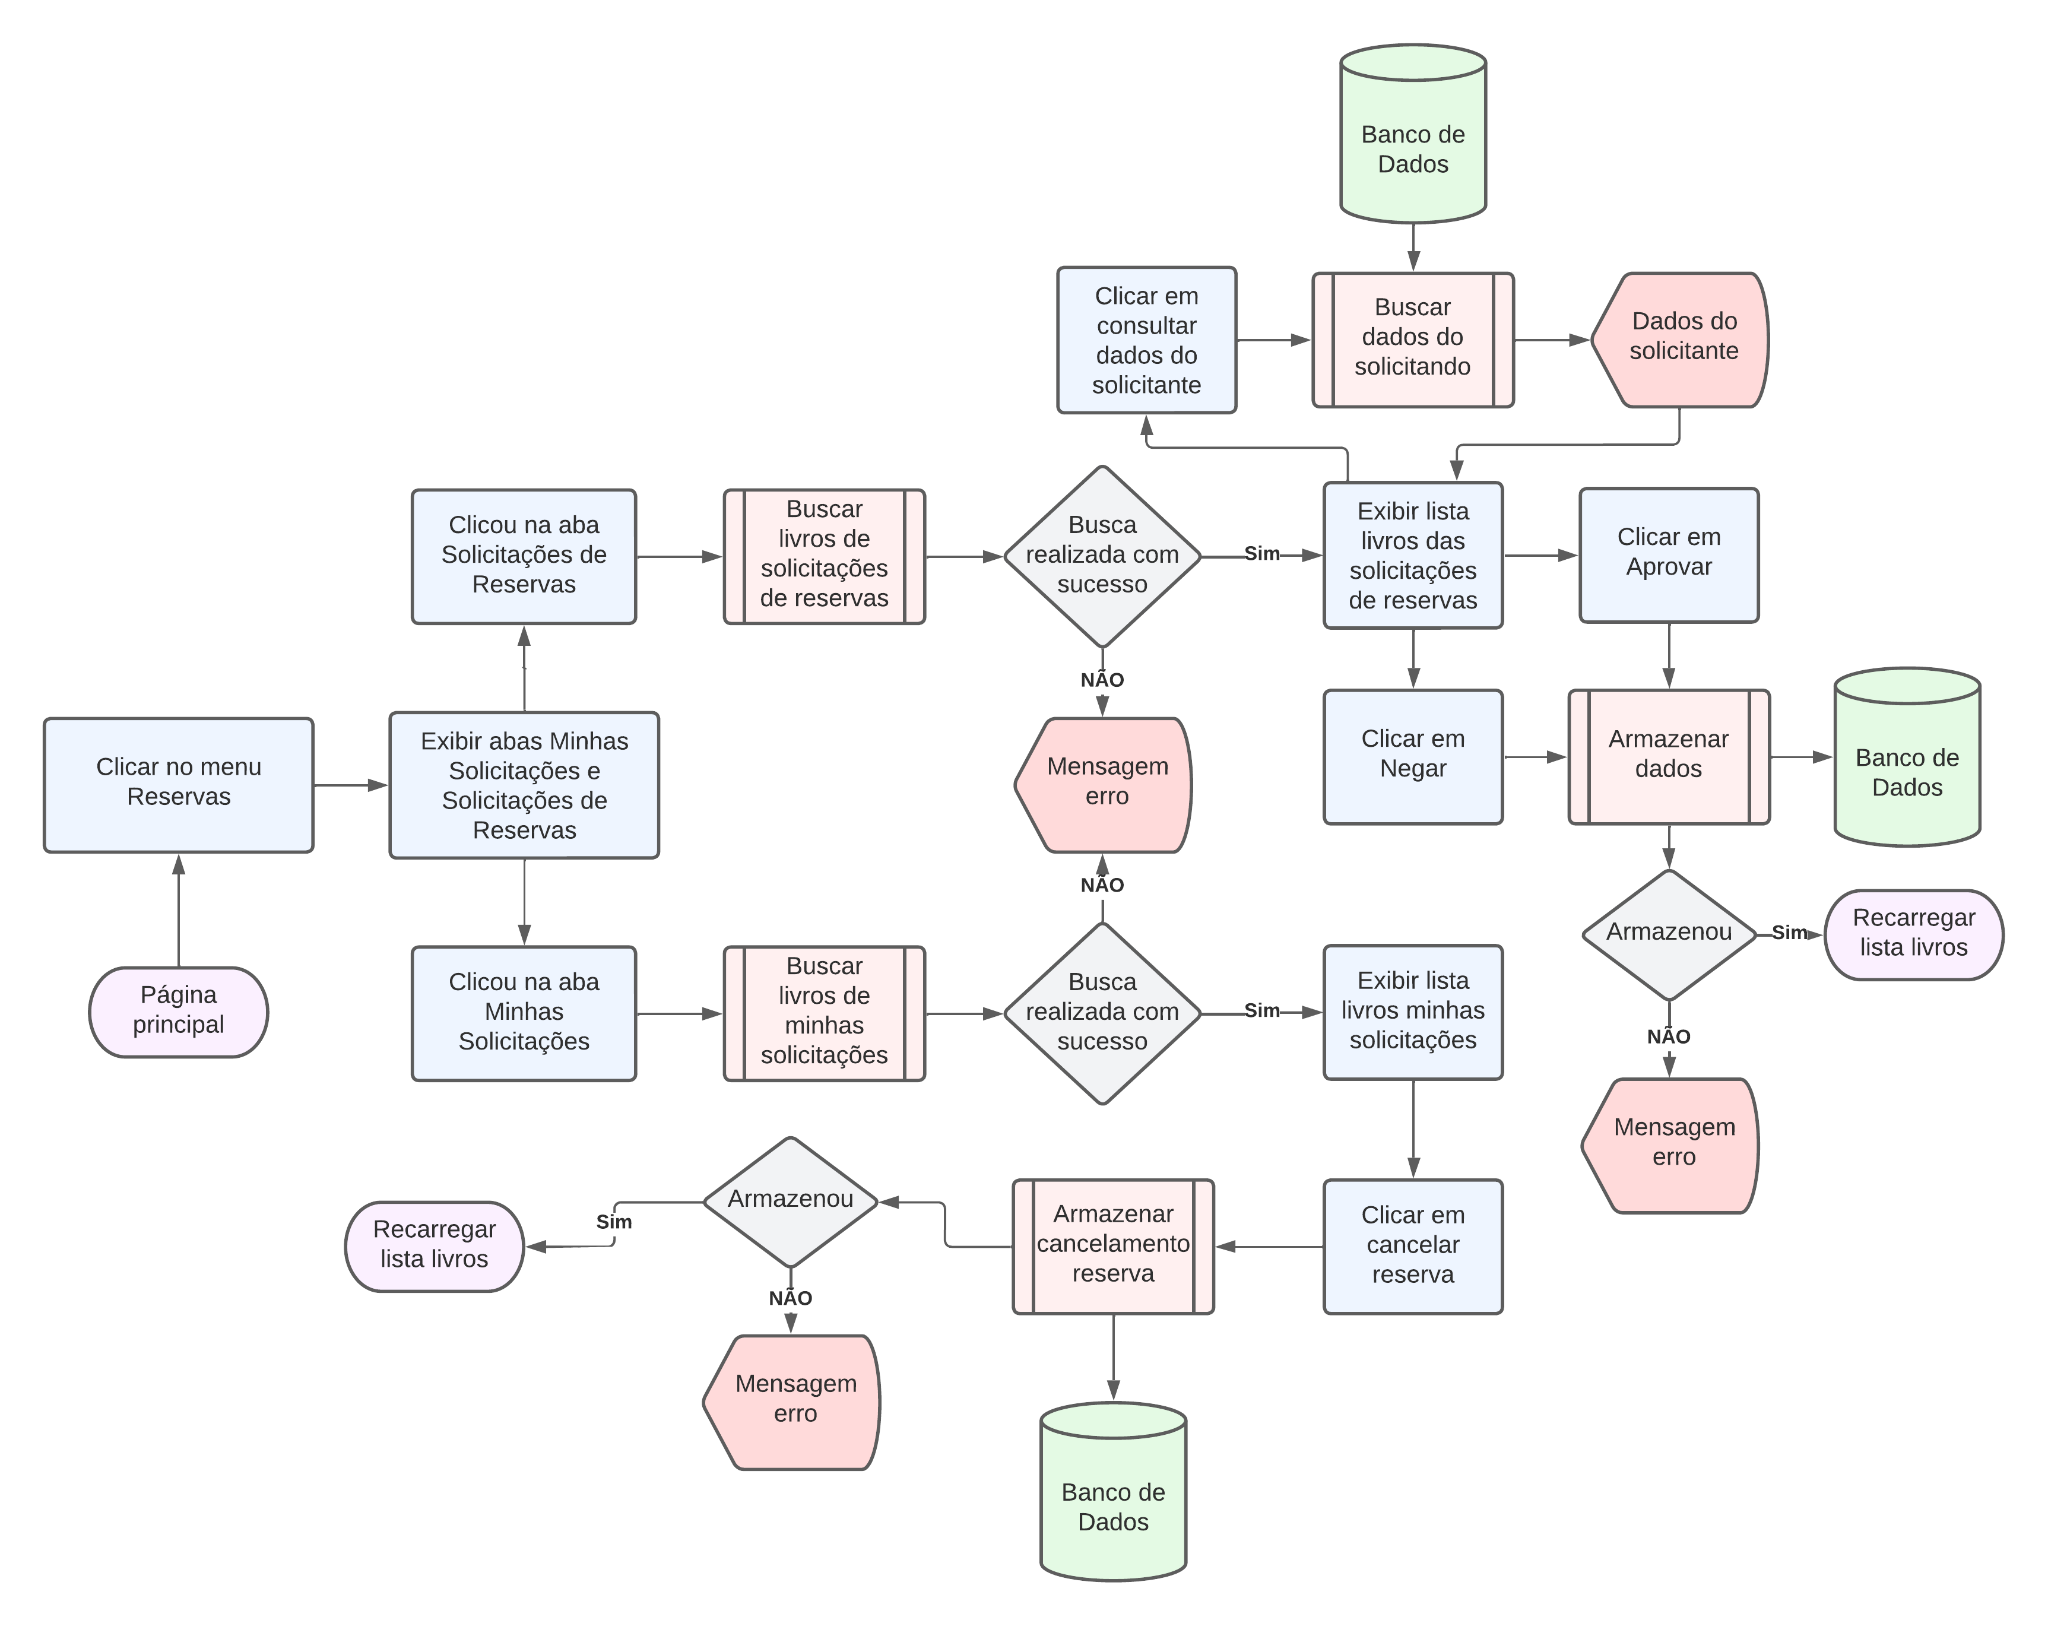 Banco de
Dados
Clicar em
consultar
dados do
solicitante
Buscar
dados do
solicitando
Dados do
solicitante
Clicou na aba
Solicitações de
Reservas
Buscar
livros de
solicitações
de reservas
Busca
realizada com
sucesso
Sim
Exibir lista
livros das
solicitações
de reservas
Clicar em
Aprovar
NÃO
Clicar no menu
Reservas
Exibir abas Minhas
Solicitações e
Solicitações de
Reservas
Mensagem
erro
Clicar em
Negar
Armazenar
dados
Banco de
Dados
NÃO
Armazenou
Sim
Recarregar
lista livros
Página
principal
Clicou na aba
Minhas
Solicitações
Buscar
livros de
minhas
solicitações
Busca
realizada com
sucesso
Sim
Exibir lista
livros minhas
solicitações
NÃO
Mensagem
erro
Recarregar
lista livros
Sim
Armazenou
Armazenar
cancelamento
reserva
Clicar em
cancelar
reserva
NÃO
Mensagem
erro
Banco de
Dados